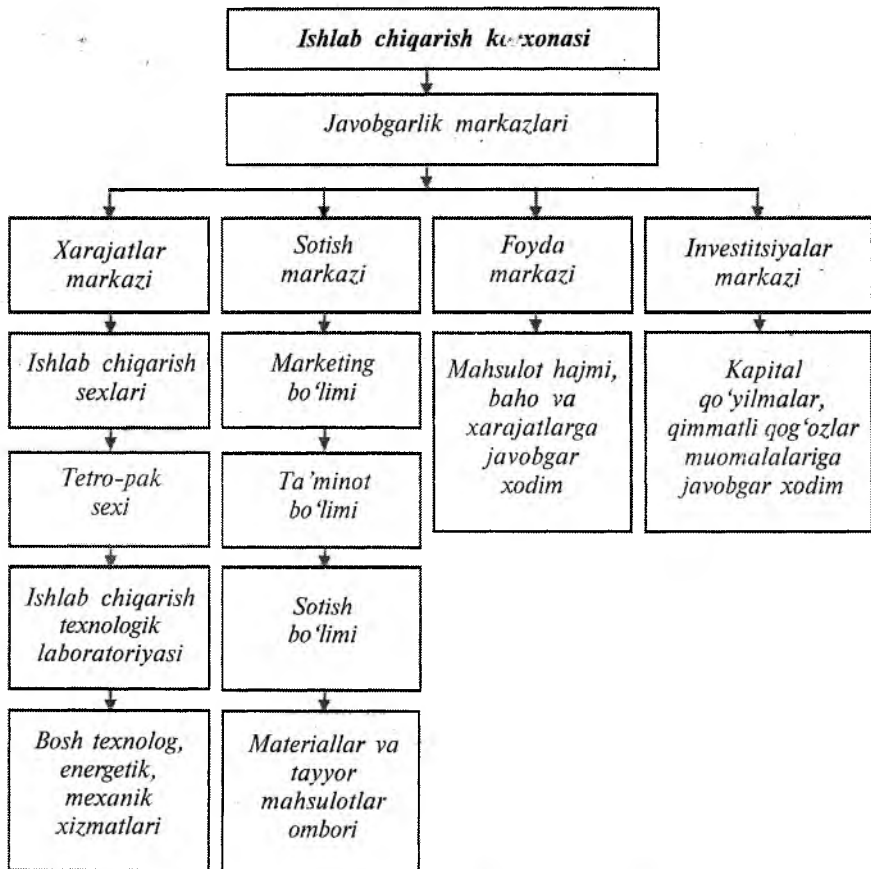 Ishlab chiqarish
Javobgarlik markazlari
Xarajatlar
markazi
Sotish
markazi
Foyda
markazi
Investitsiyalar
markazi
Ishlab chiqarish
sexlari
Marketing
bo‘limi
Mahsulot hajmi,
baho va
xarajatlarga
javobgar
xodim
Kapital
qo‘yilmalar,
qimmatli qog‘ozlar
muomalalariga
javobgar xodim
Tetro-pak
sexi
Ta’minot
bo‘limi
Ishlab chiqarish
texnologik
laboratoriyasi
Sotish
bo‘limi
Bosh texnolog,
energetik,
mexanik
xizmatlari
Materiallar va
tayyor
mahsulotlar
ombori